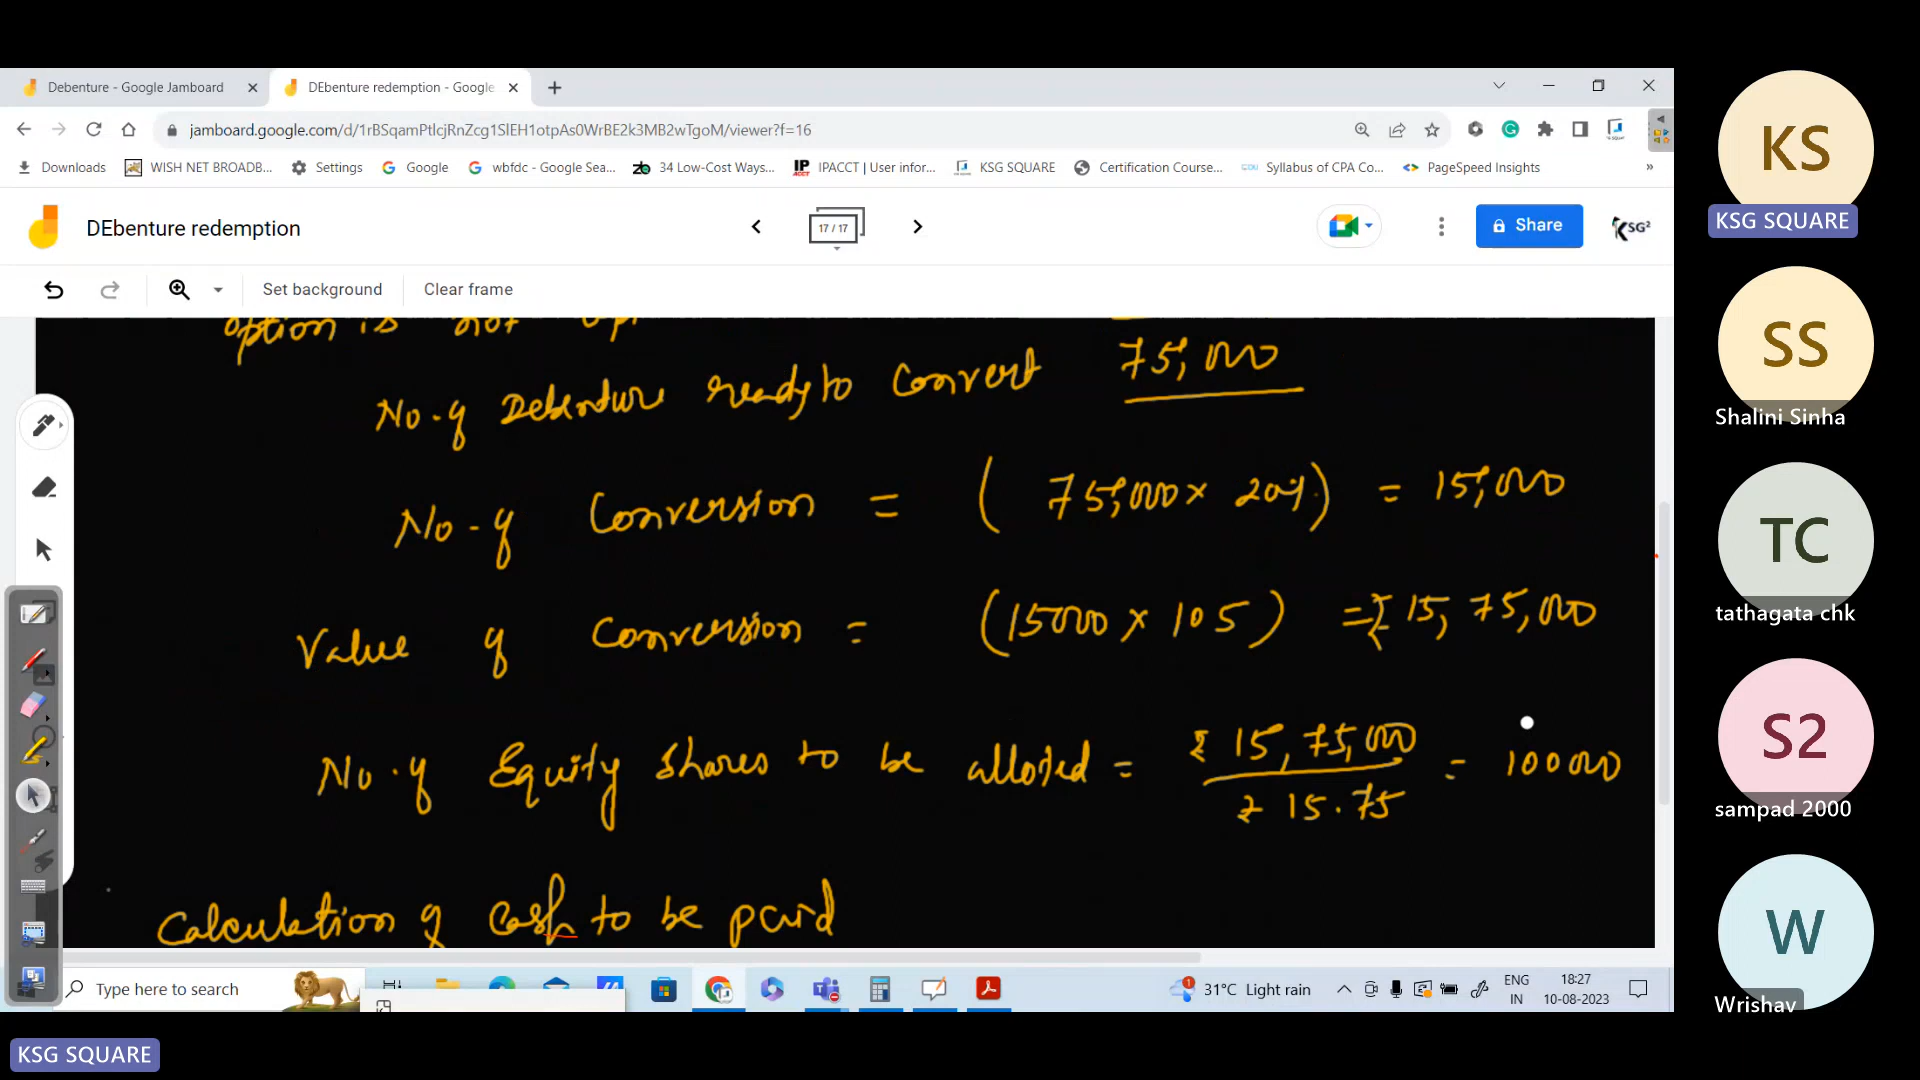 Debenture - Google Jamboard
DEbenture redemption - Google
jamboard.google.com/d/1rBSqamPtlcjRnZcg1SlEH1otpAs0WrBE2k3MB2wTgoM/viewer?f=16
Downloads WISH NET BROADB... Settings Google wbfdc - Google Sea... 34 Low-Cost Ways... IPACCT | User infor... KSG SQUARE Certification Course... Syllabus of CPA Co... PageSpeed Insights »
DEbenture redemption
17 / 17
Share
KSG²
Set background
Clear frame
option is not
75,000
No. of Debenture ready to convert
No. of Conversion = (75,000 × 20%) = 15,000
Value of Conversion = (15000 × 105) = ₹ 15,75,000
No. of Equity Shares to be alloted = ₹ 15,75,000 = 100000
₹ 15.75
Calculation of cash to be paid
Type here to search
1
31°C Light rain
ENG
IN
18:27
10-08-2023
KS
KSG SQUARE
SS
Shalini Sinha
TC
tathagata chk
S2
sampad 2000
W
Wrishav
KSG SQUARE